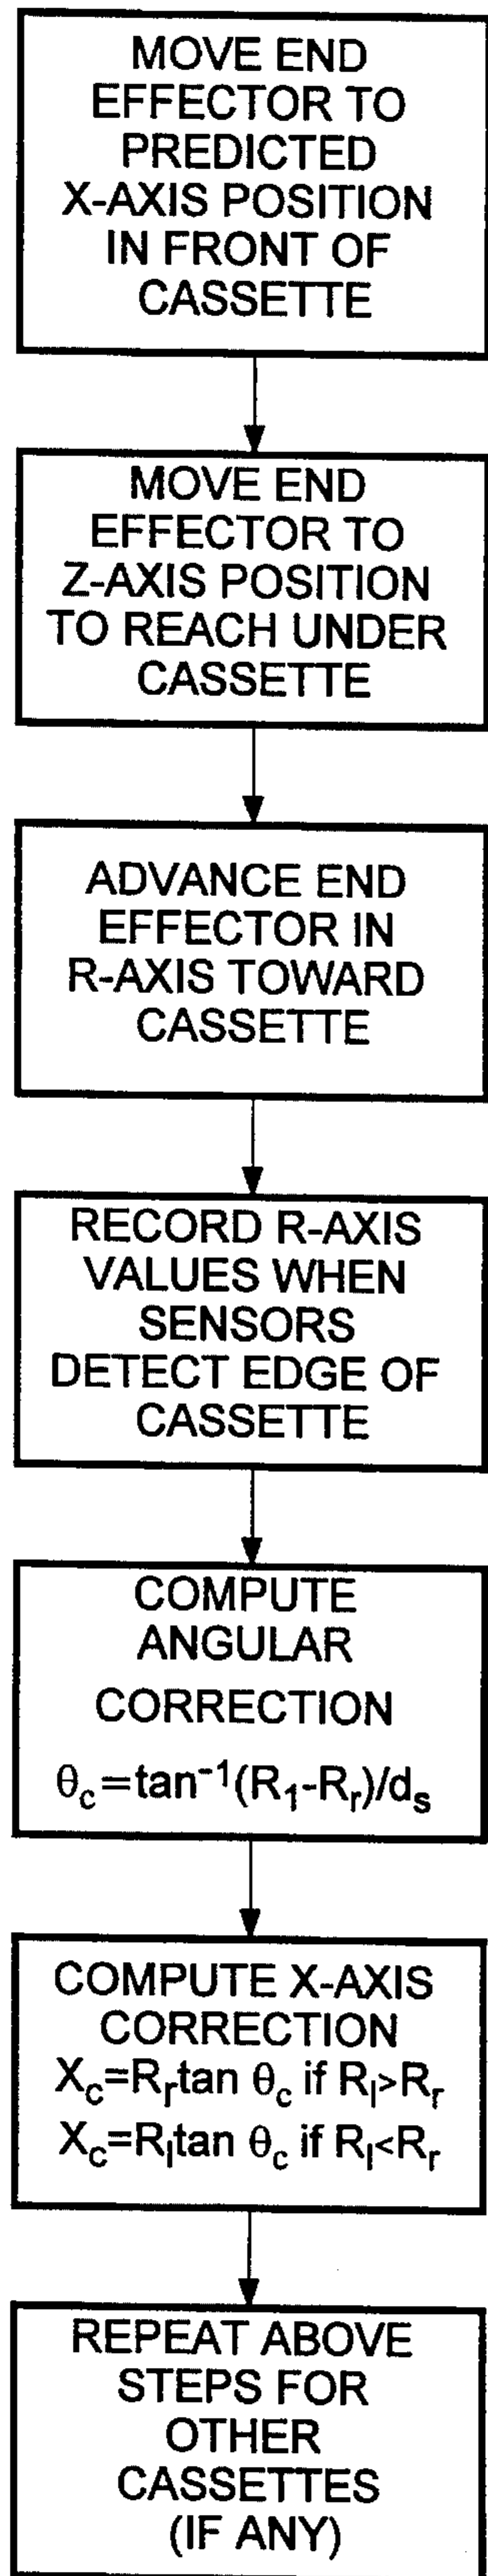 MOVE END
EFFECTOR TO
PREDICTED
X-AXIS POSITION
IN FRONT OF
CASSETTE
MOVE END
EFFECTOR TO
Z-AXIS POSITION
TO REACH UNDER
CASSETTE
ADVANCE END
EFFECTOR IN
R-AXIS TOWARD
CASSETTE
RECORD R-AXIS
VALUES WHEN
SENSORS
DETECT EDGE OF
CASSETTE
COMPUTE
ANGULAR
CORRECTION
θc=tan⁻¹(R1-Rr)/ds
COMPUTE X-AXIS
CORRECTION
Xc=Rrtan θc if Rl>Rr
Xc=Rltan θc if Rl<Rr
REPEAT ABOVE
STEPS FOR
OTHER
CASSETTES
(IF ANY)